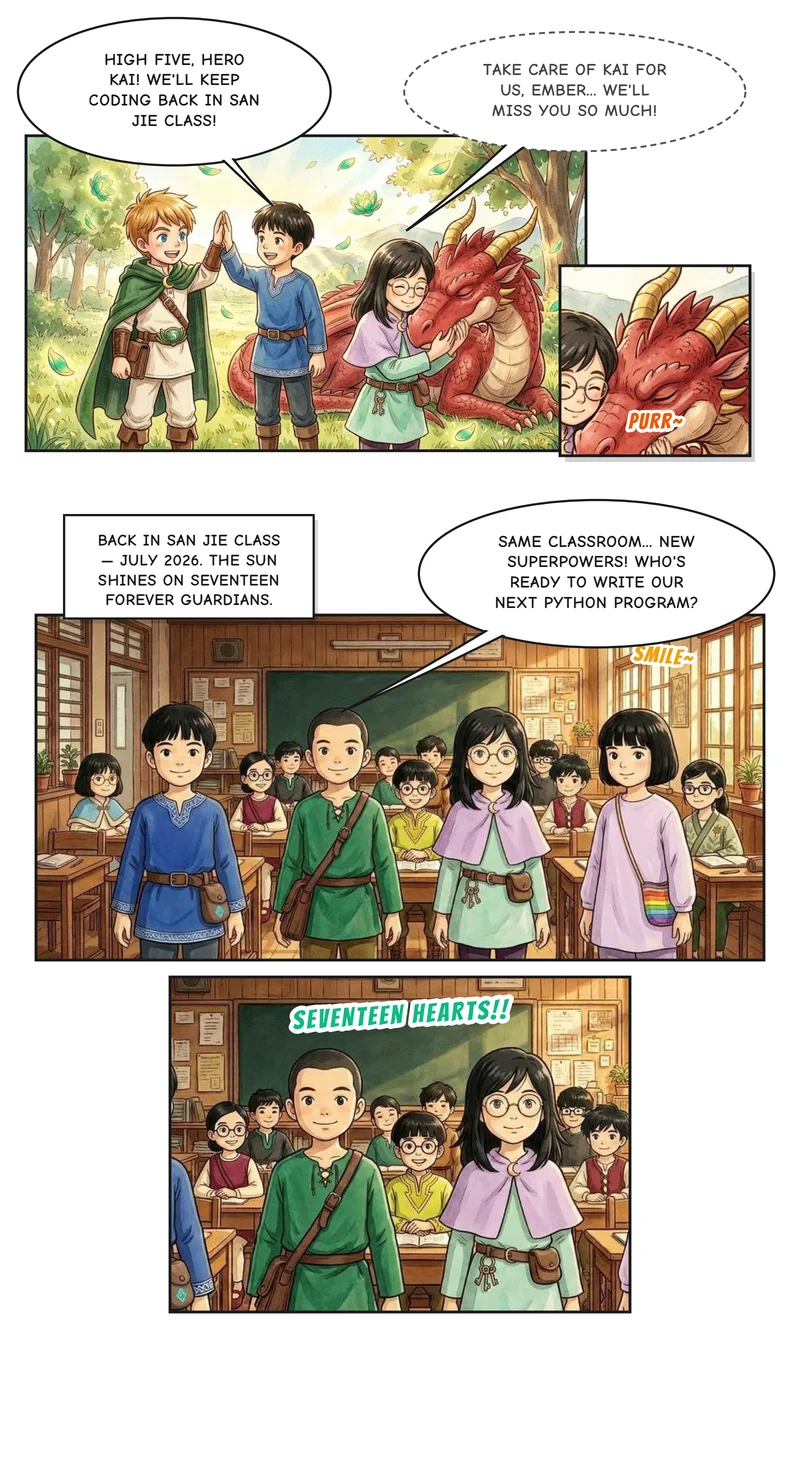 HIGH FIVE, HERO
KAI! WE'LL KEEP
CODING BACK IN SAN
JIE CLASS!
TAKE CARE OF KAI FOR
US, EMBER... WE'LL
MISS YOU SO MUCH!
PURR~
BACK IN SAN JIE CLASS
— JULY 2026. THE SUN
SHINES ON SEVENTEEN
FOREVER GUARDIANS.
SAME CLASSROOM... NEW
SUPERPOWERS! WHO'S
READY TO WRITE OUR
NEXT PYTHON PROGRAM?
SMILE~
SEVENTEEN HEARTS!!